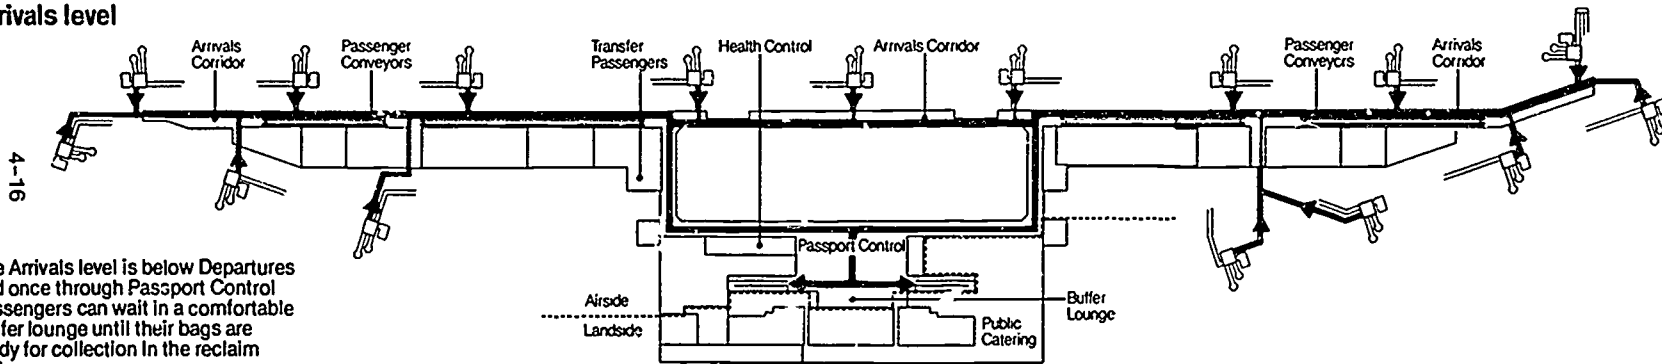 rivals level
Arrivals
Corridor
Passenger
Conveyors
Transfer
Passengers
Health Control
Arrivals Corridor
Passenger
Conveyors
Arrivals
Corridor
4-16
Passport Control
e Arrivals level is below Departures
d once through Passport Control
ssengers can wait in a comfortable
fer lounge until their bags are
dy for collection in the reclaim
Airside
Landside
Buffer
Lounge
Public
Catering